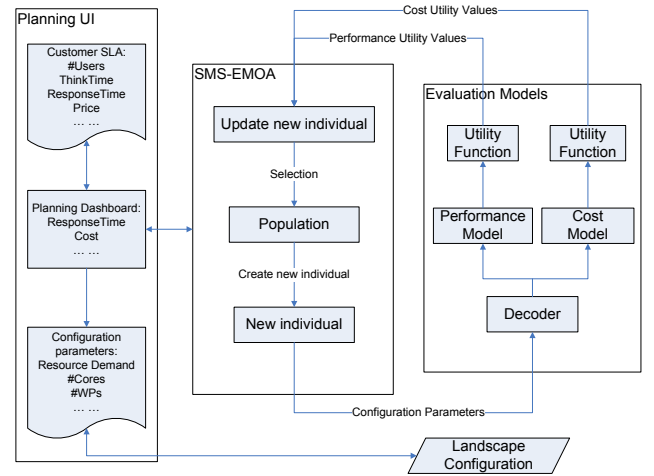 Planning UI
Customer SLA:
#Users
ThinkTime
ResponseTime
Price
... ...
Planning Dashboard:
ResponseTime
Cost
... ...
Configuration
parameters:
Resource Demand
#Cores
#WPs
... ...
SMS-EMOA
Update new individual
Selection
Population
Create new individual
New individual
Cost Utility Values
Performance Utility Values
Evaluation Models
Utility
Function
Utility
Function
Performance
Model
Cost
Model
Decoder
Configuration Parameters
Landscape
Configuration